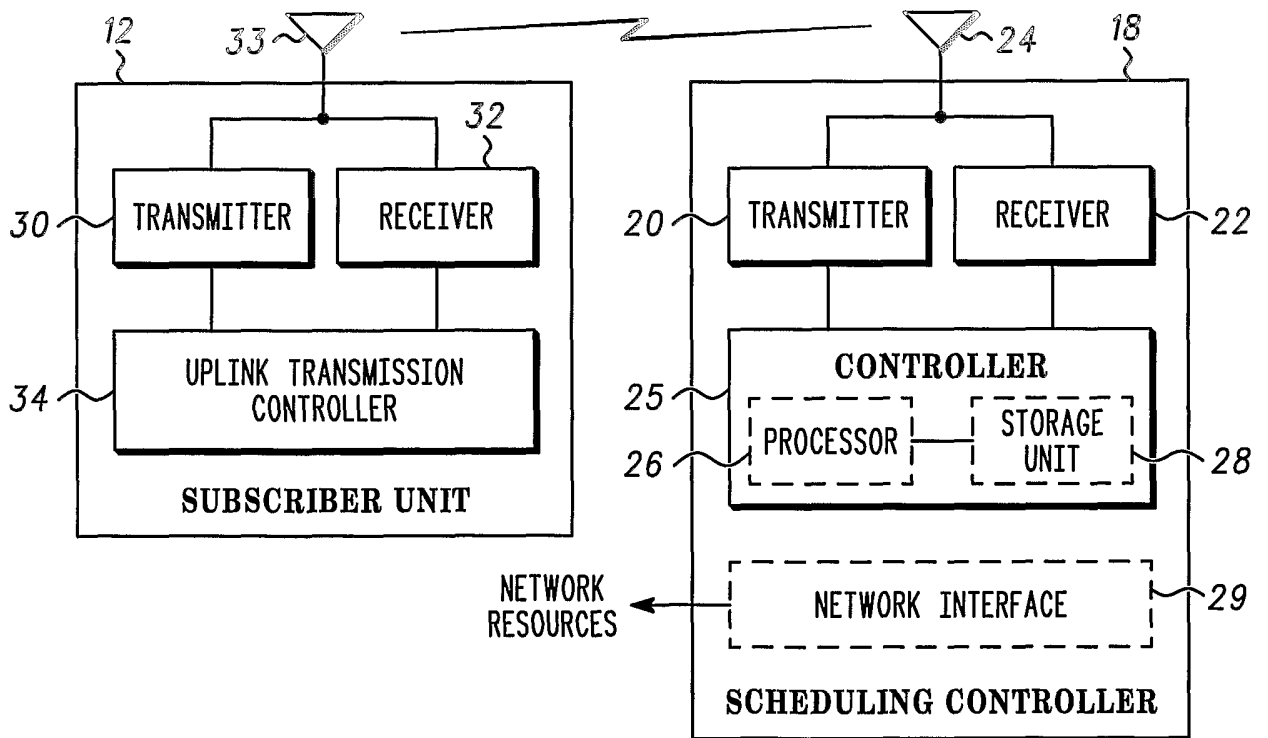 12
33
24
18
32
30
TRANSMITTER
RECEIVER
20
TRANSMITTER
RECEIVER
22
34
UPLINK TRANSMISSION
CONTROLLER
25
CONTROLLER
26
PROCESSOR
STORAGE
UNIT
28
SUBSCRIBER UNIT
NETWORK
RESOURCES
NETWORK INTERFACE
29
SCHEDULING CONTROLLER